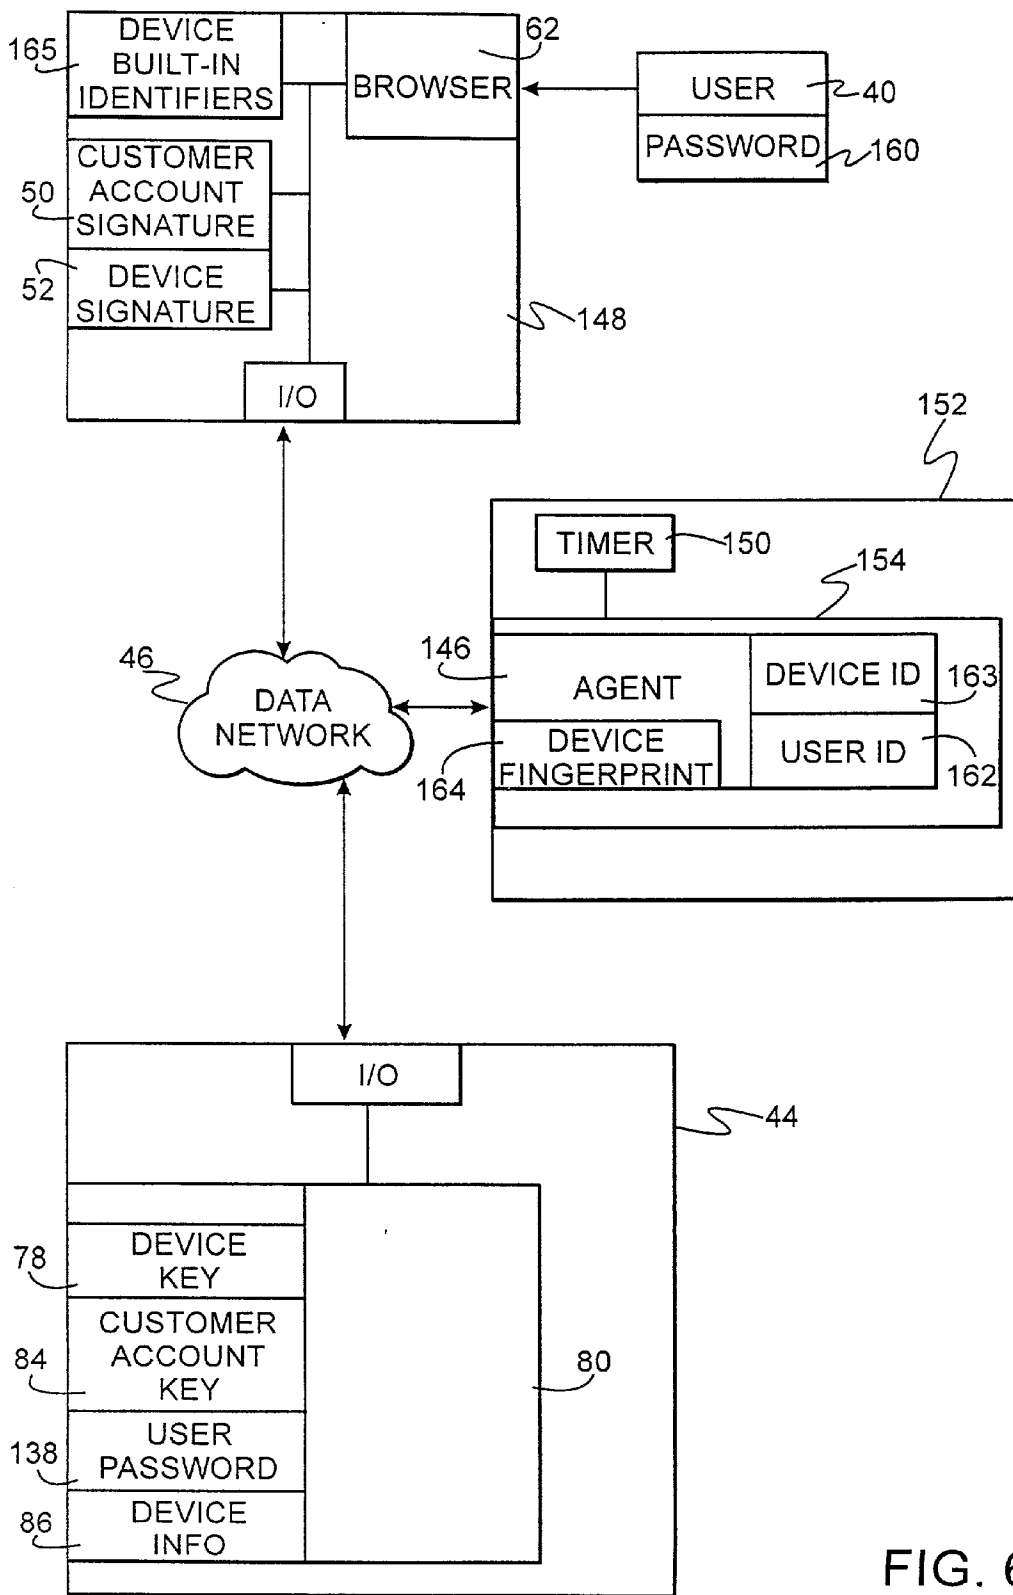 DEVICE
BUILT-IN
IDENTIFIERS
165
62
BROWSER
USER
40
PASSWORD
160
CUSTOMER
ACCOUNT
SIGNATURE
50
52
DEVICE
SIGNATURE
148
I/O
152
TIMER
150
154
46
DATA
NETWORK
146
AGENT
DEVICE ID
163
DEVICE
FINGERPRINT
164
USER ID
162
I/O
44
DEVICE
KEY
78
CUSTOMER
ACCOUNT
KEY
84
80
USER
PASSWORD
138
DEVICE
INFO
86
FIG. 6